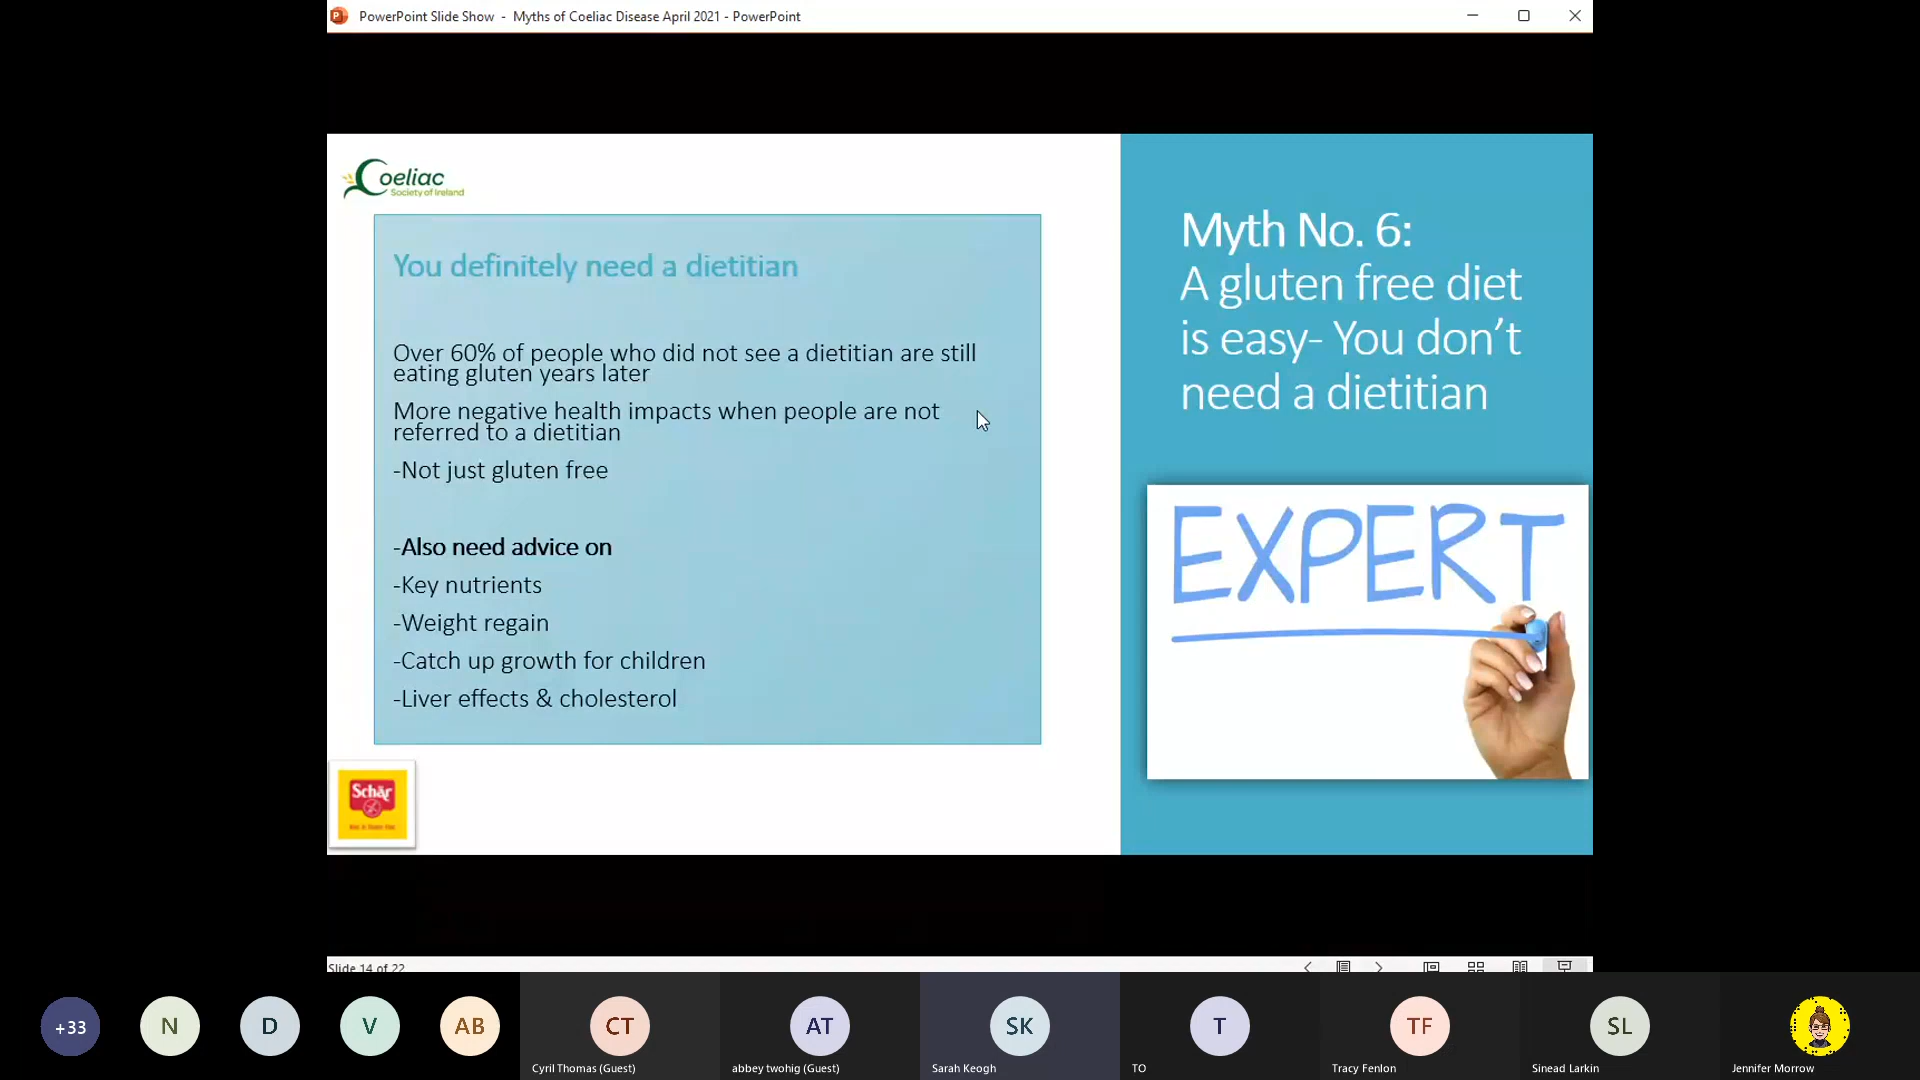 PowerPoint Slide Show - Myths of Coeliac Disease April 2021 - PowerPoint
Coeliac
Society of Ireland
You definitely need a dietitian
Over 60% of people who did not see a dietitian are still
eating gluten years later
More negative health impacts when people are not
referred to a dietitian
-Not just gluten free
-Also need advice on
-Key nutrients
-Weight regain
-Catch up growth for children
-Liver effects & cholesterol
Myth No. 6:
A gluten free diet
is easy- You don’t
need a dietitian
EXPERT
Schär
Slide 14 of 22
+33
N
D
V
AB
CT
AT
SK
T
TF
SL
Cyril Thomas (Guest)
abbey twohig (Guest)
Sarah Keogh
TO
Tracy Fenlon
Sinead Larkin
Jennifer Morrow